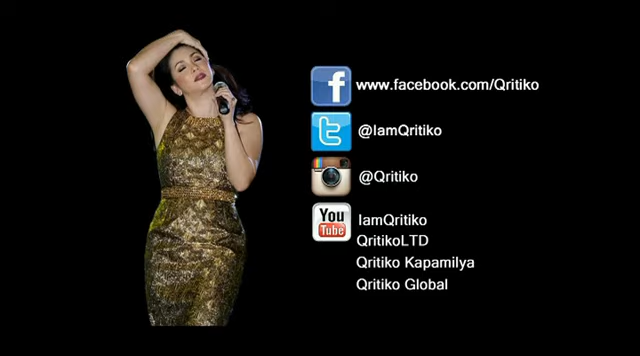 www.facebook.com/Qritiko
@IamQritiko
@Qritiko
You
Tube
IamQritiko
QritikoLTD
Qritiko Kapamilya
Qritiko Global